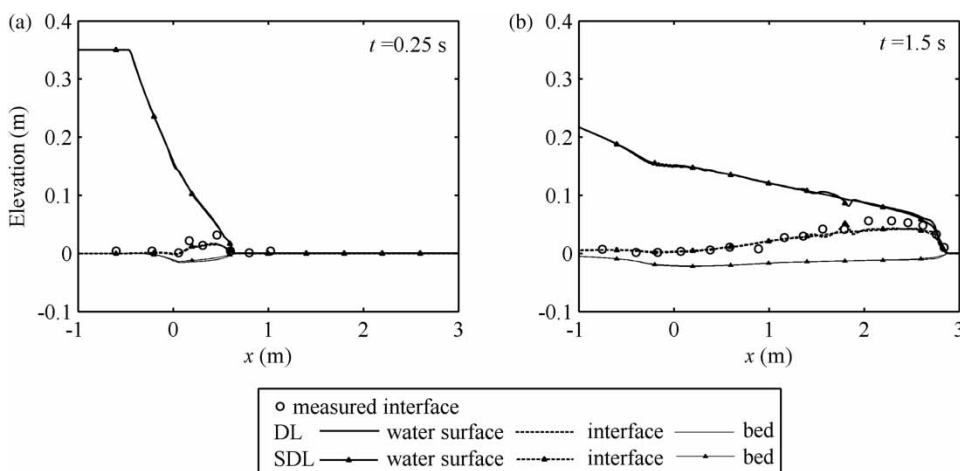 (a)
t =0.25 s
(b)
t =1.5 s
0.4
0.3
0.2
0.1
0
-0.1
Elevation (m)
-1 0 1 2 3
x (m)
0.4
0.3
0.2
0.1
0
-0.1
-1 0 1 2 3
x (m)
measured interface
DL water surface interface bed
SDL water surface interface bed